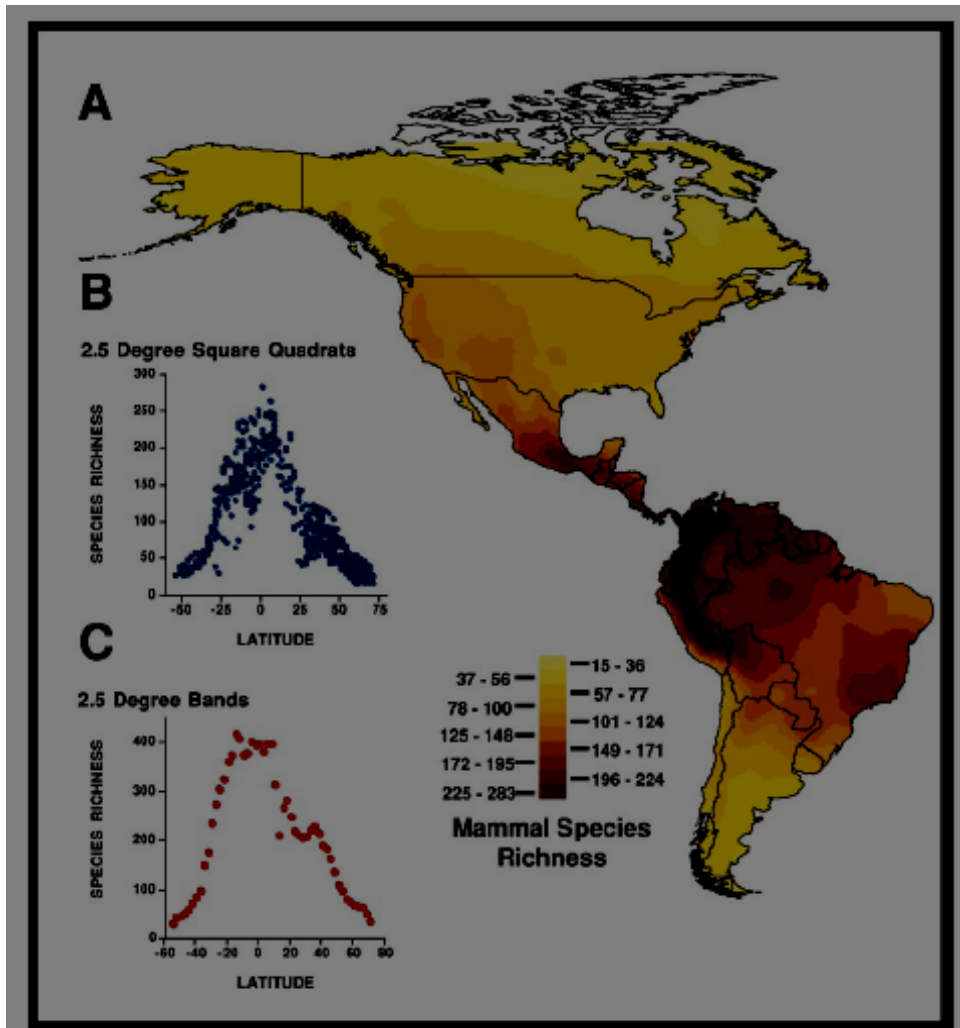 A
B
2.5 Degree Square Quadrats
300
250
200
150
100
50
0
SPECIES RICHNESS
-50 -25 0 25 50 75
LATITUDE
C
2.5 Degree Bands
400
300
200
100
0
SPECIES RICHNESS
-60 -40 -20 0 20 40 60 80
LATITUDE
15 - 36
37 - 56
57 - 77
78 - 100
101 - 124
125 - 148
149 - 171
172 - 195
196 - 224
225 - 283
Mammal Species
Richness